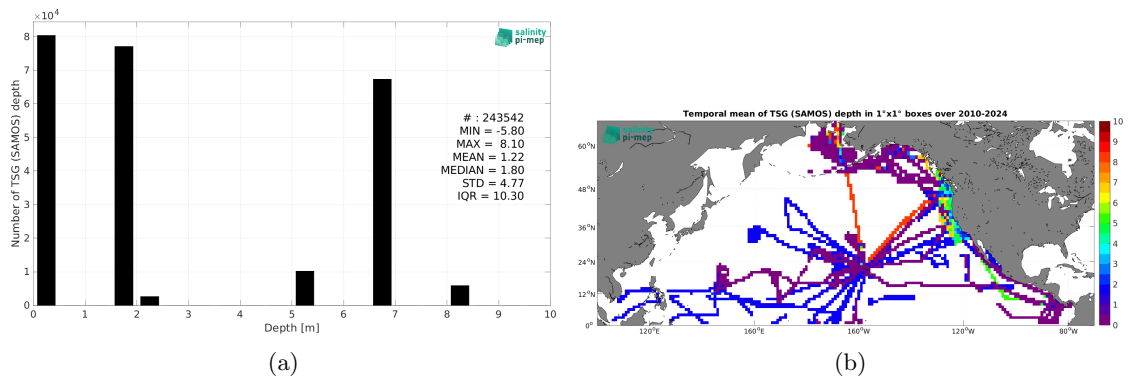 ×10⁴
8
7
6
5
4
3
2
1
0
Number of TSG (SAMOS) depth
salinity
pi-mep
# : 243542
MIN = -5.80
MAX = 8.10
MEAN = 1.22
MEDIAN = 1.80
STD = 4.77
IQR = 10.30
0 1 2 3 4 5 6 7 8 9 10
Depth [m]
(a)
Temporal mean of TSG (SAMOS) depth in 1°x1° boxes over 2010-2024
salinity
pi-mep
60°N
48°N
36°N
24°N
12°N
0°
120°E 160°E 160°W 120°W 80°W
10
9
8
7
6
5
4
3
2
1
0
(b)